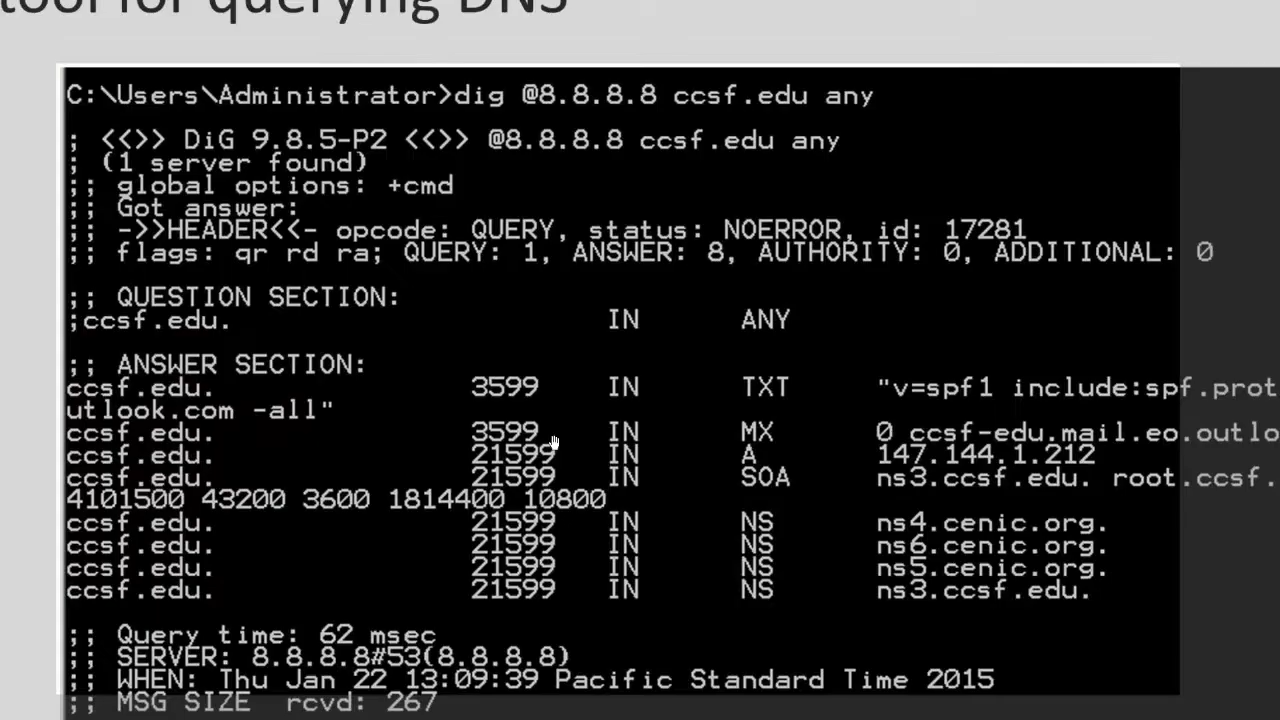 tool for querying DNS
C:\Users\Administrator>dig @8.8.8.8 ccsf.edu any
; <<>> DiG 9.8.5-P2 <<>> @8.8.8.8 ccsf.edu any
; (1 server found)
;; global options: +cmd
;; Got answer:
;; ->>HEADER<<- opcode: QUERY, status: NOERROR, id: 17281
;; flags: qr rd ra; QUERY: 1, ANSWER: 8, AUTHORITY: 0, ADDITIONAL: 0
;; QUESTION SECTION:
;ccsf.edu. IN ANY
;; ANSWER SECTION:
ccsf.edu. 3599 IN TXT "v=spf1 include:spf.prot
utlook.com -all"
ccsf.edu. 3599 IN MX 0 ccsf-edu.mail.eo.outlo
ccsf.edu. 21599 IN A 147.144.1.212
ccsf.edu. 21599 IN SOA ns3.ccsf.edu. root.ccsf.
4101500 43200 3600 1814400 10800
ccsf.edu. 21599 IN NS ns4.cenic.org.
ccsf.edu. 21599 IN NS ns6.cenic.org.
ccsf.edu. 21599 IN NS ns5.cenic.org.
ccsf.edu. 21599 IN NS ns3.ccsf.edu.
;; Query time: 62 msec
;; SERVER: 8.8.8.8#53(8.8.8.8)
;; WHEN: Thu Jan 22 13:09:39 Pacific Standard Time 2015
;; MSG SIZE rcvd: 267